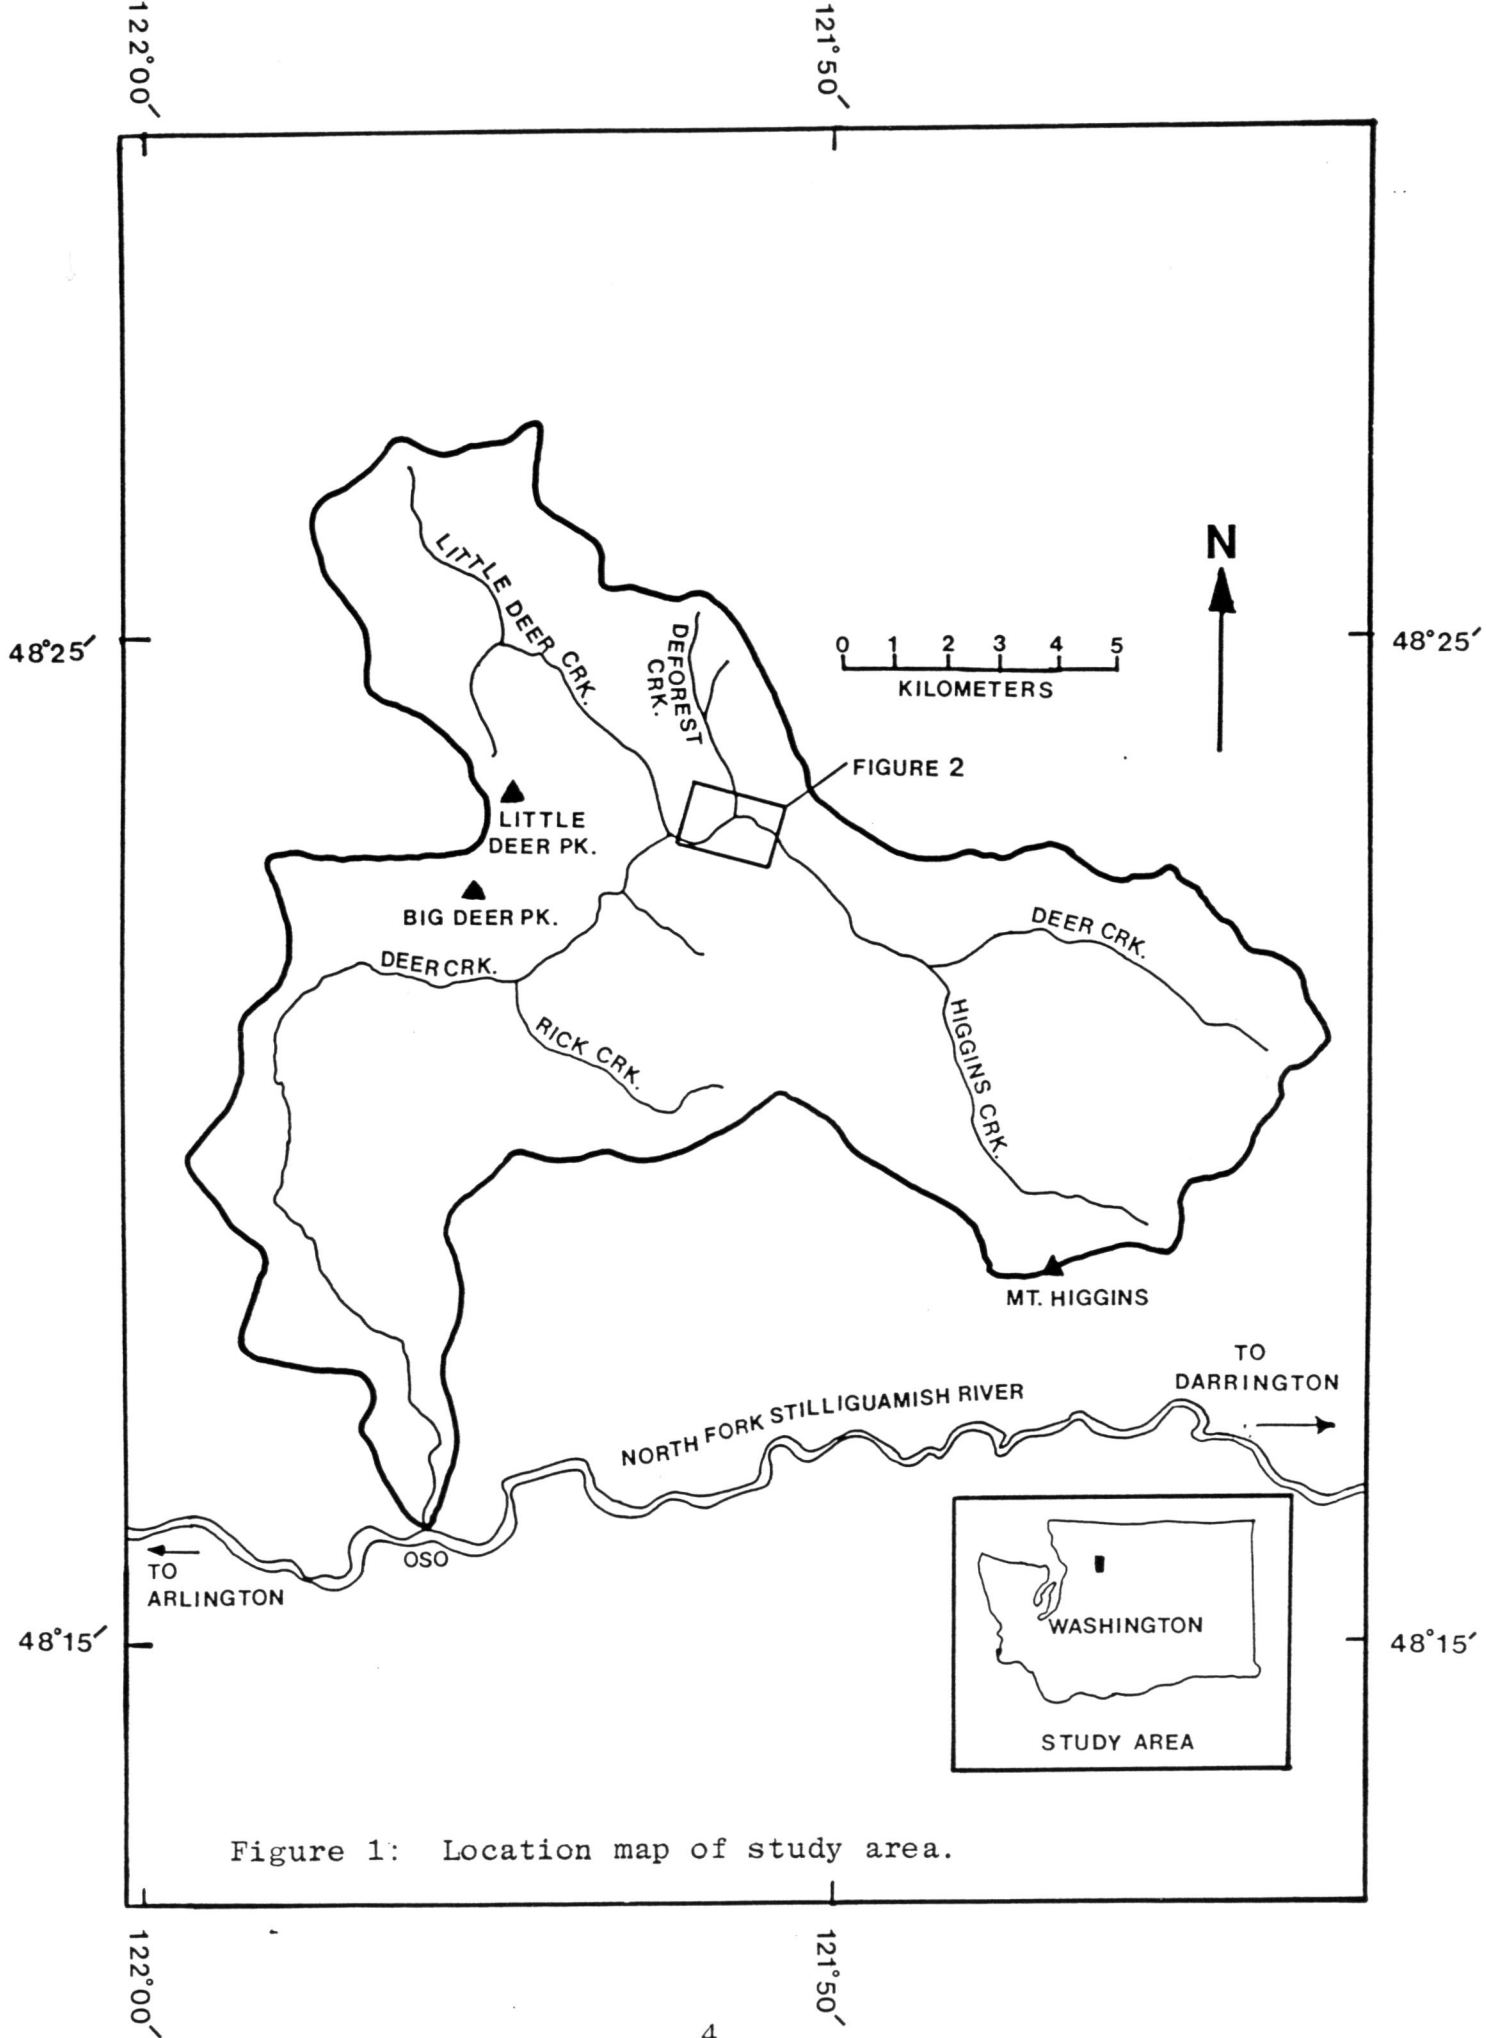 122°00′
121°50′
N
LITTLE DEER CRK.
DEFOREST
CRK.
48°25′
0 1 2 3 4 5
48°25′
KILOMETERS
FIGURE 2
LITTLE
DEER PK.
BIG DEER PK.
DEER CRK.
DEER CRK.
RICK CRK.
HIGGINS CRK.
MT. HIGGINS
TO
DARRINGTON
NORTH FORK STILLIGUAMISH RIVER
OSO
TO
ARLINGTON
48°15′
WASHINGTON
48°15′
STUDY AREA
Figure 1: Location map of study area.
122°00′
121°50′
4